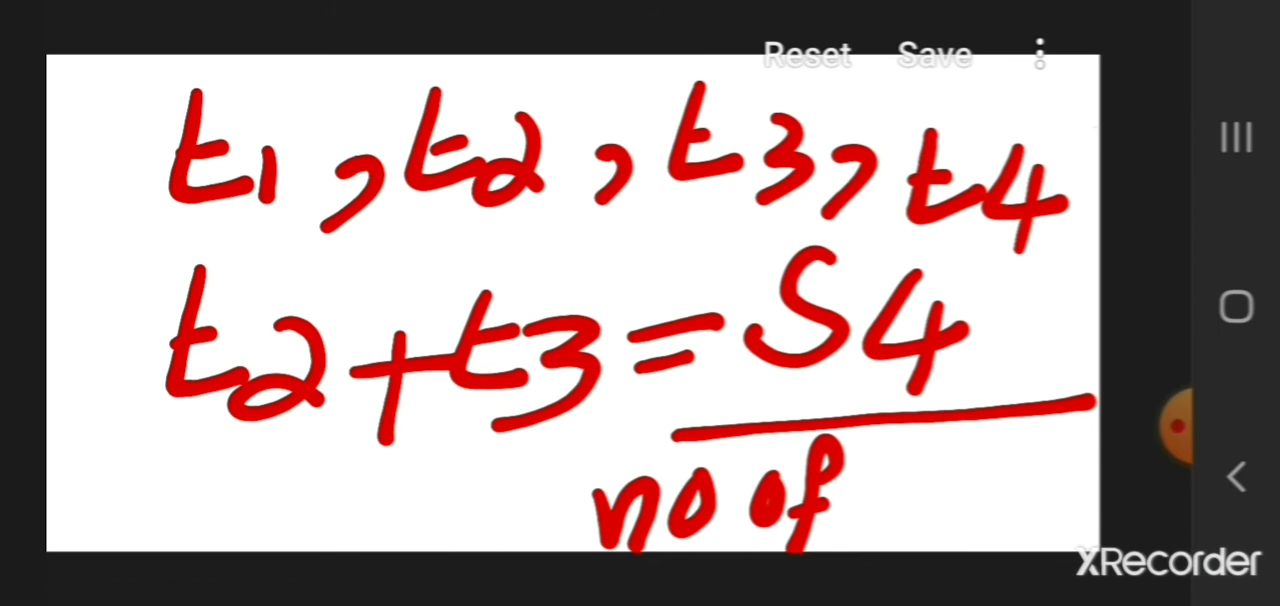 Reset Save
t1, t2, t3, t4
t2+t3= S4
no of
XRecorder